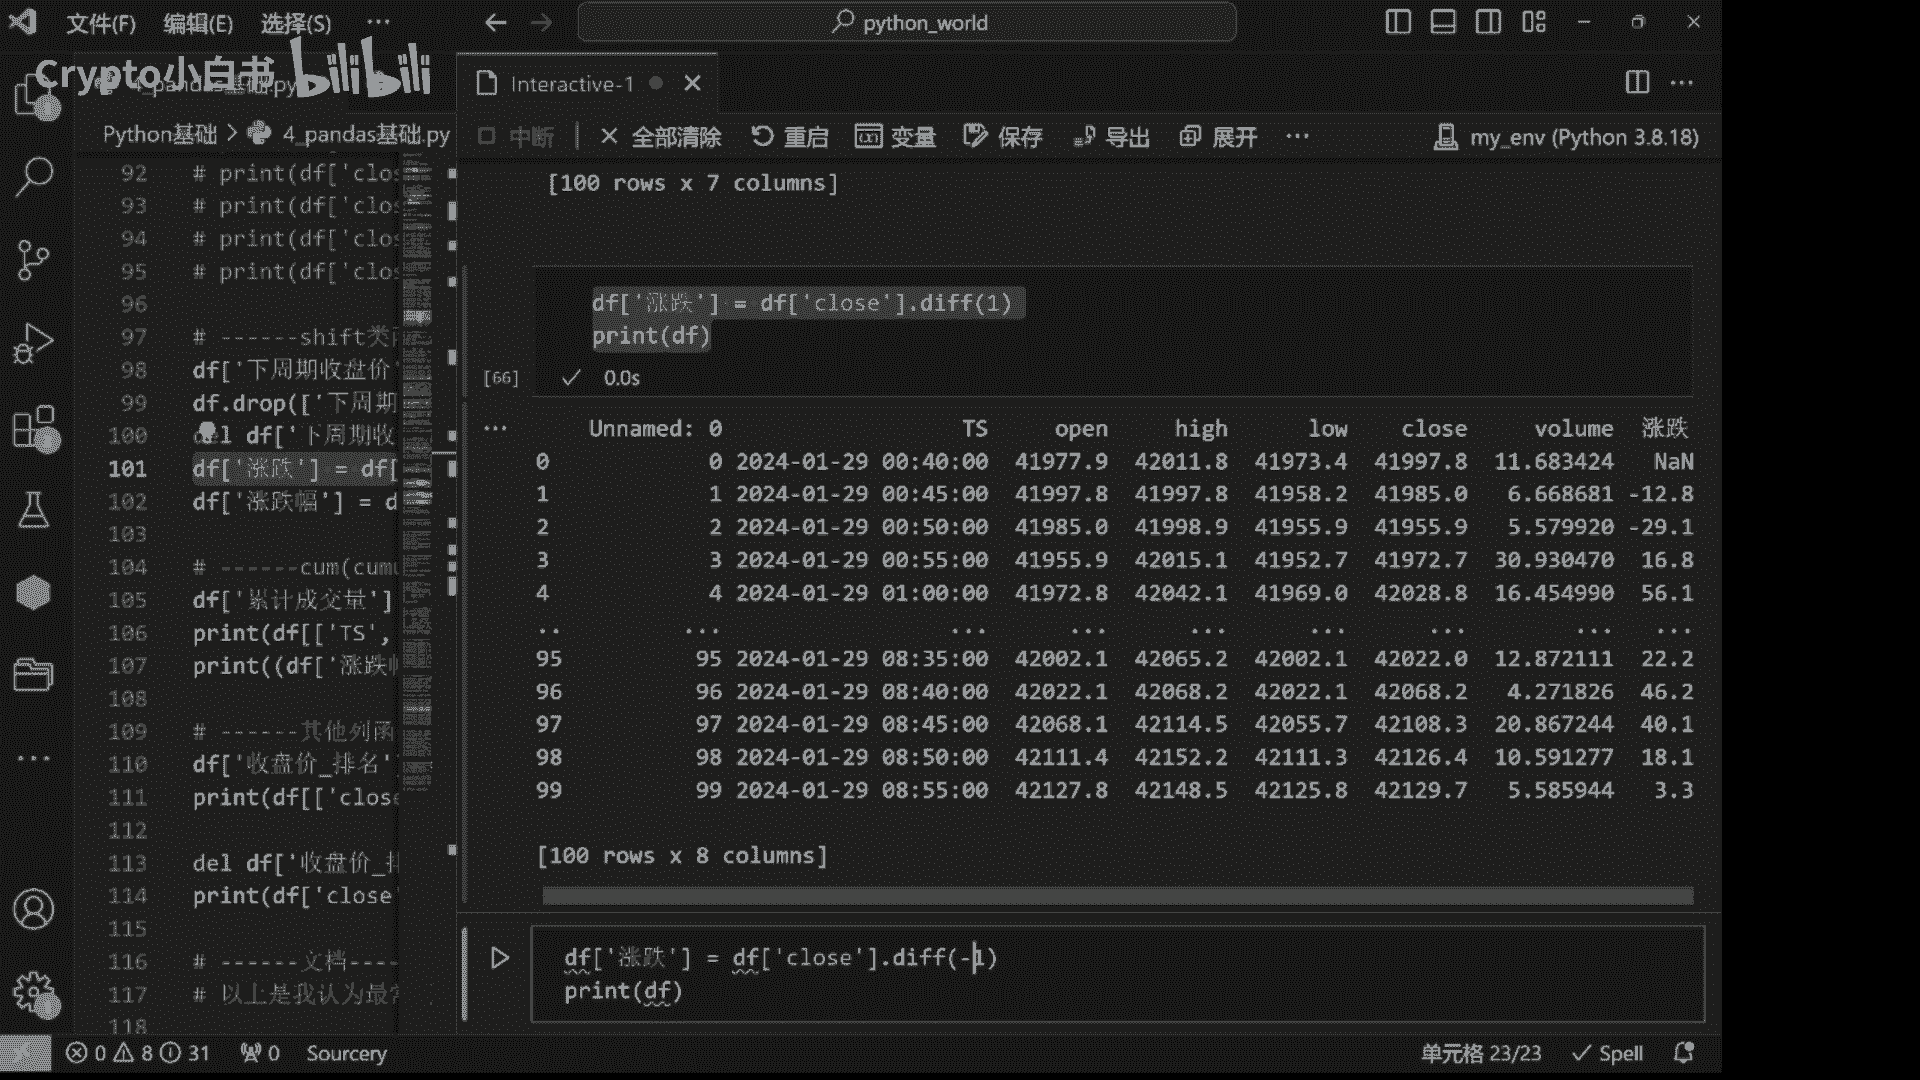 文件(F) 编辑(E) 选择(S) ... python_world
Crypto小白书 bilibili
Interactive-1
Python基础 > 4_pandas基础.py
中断 全部清除 重启 变量 保存 导出 展开 ... my_env (Python 3.8.18)
92 # print(df['clos
93 # print(df['clos
94 # print(df['clos
95 # print(df['clos
96
97 # ------shift类
98 df['下周期收盘价'
99 df.drop(['下周期
100 del df['下周期收
101 df['涨跌'] = df[
102 df['涨跌幅'] = d
103
104 # ------cum(cumu
105 df['累计成交量']
106 print(df[['TS',
107 print((df['涨跌幅
108
109 # ------其他列函
110 df['收盘价_排名'
111 print(df[['close
112
113 del df['收盘价_排
114 print(df['close'
115
116 # ------文档----
117 # 以上是我认为最常
118
[100 rows x 7 columns]
df['涨跌'] = df['close'].diff(1)
print(df)
[66] 0.0s
... Unnamed: 0 TS open high low close volume 涨跌
0 0 2024-01-29 00:40:00 41977.9 42011.8 41973.4 41997.8 11.683424 NaN
1 1 2024-01-29 00:45:00 41997.8 41997.8 41958.2 41985.0 6.668681 -12.8
2 2 2024-01-29 00:50:00 41985.0 41998.9 41955.9 41955.9 5.579920 -29.1
3 3 2024-01-29 00:55:00 41955.9 42015.1 41952.7 41972.7 30.930470 16.8
4 4 2024-01-29 01:00:00 41972.8 42042.1 41969.0 42028.8 16.454990 56.1
.. ... ... ... ... ... ... ... ...
95 95 2024-01-29 08:35:00 42002.1 42065.2 42002.1 42022.0 12.872111 22.2
96 96 2024-01-29 08:40:00 42022.1 42068.2 42022.1 42068.2 4.271826 46.2
97 97 2024-01-29 08:45:00 42068.1 42114.5 42055.7 42108.3 20.867244 40.1
98 98 2024-01-29 08:50:00 42111.4 42152.2 42111.3 42126.4 10.591277 18.1
99 99 2024-01-29 08:55:00 42127.8 42148.5 42125.8 42129.7 5.585944 3.3
[100 rows x 8 columns]
df['涨跌'] = df['close'].diff(-1)
print(df)
0 8 31 0 Sourcery 单元格 23/23 Spell